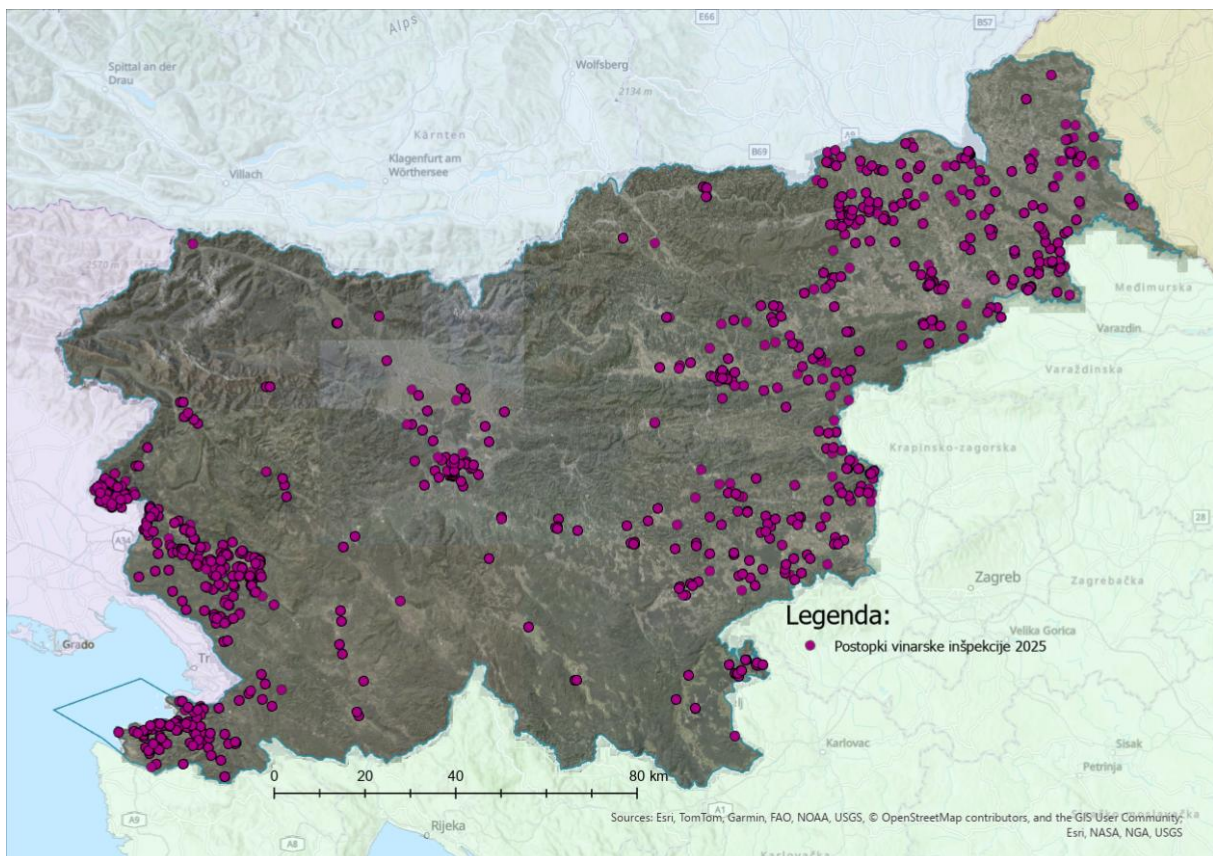 E66
B57
Alps
Spittal an der
Drau
Wolfsberg
2134 m
Kärnten
A9
B69
Klagenfurt am
Wörthersee
Villach
2570 m
Međimurska
Varazdin
Varaždinska
Krapinsko-zagorska
28
A34
Zagreb
Zagrebačka
Legenda:
Velika Gorica
Postopki vinarske inšpekcije 2025
Grado
Tr
Karlovac
Sisak
Petrinja
0 20 40 80 km
A1
A9
Rijeka
A8
Sources: Esri, TomTom, Garmin, FAO, NOAA, USGS, © OpenStreetMap contributors, and the GIS User Community,
Esri, NASA, NGA, USGS
Karlovačka